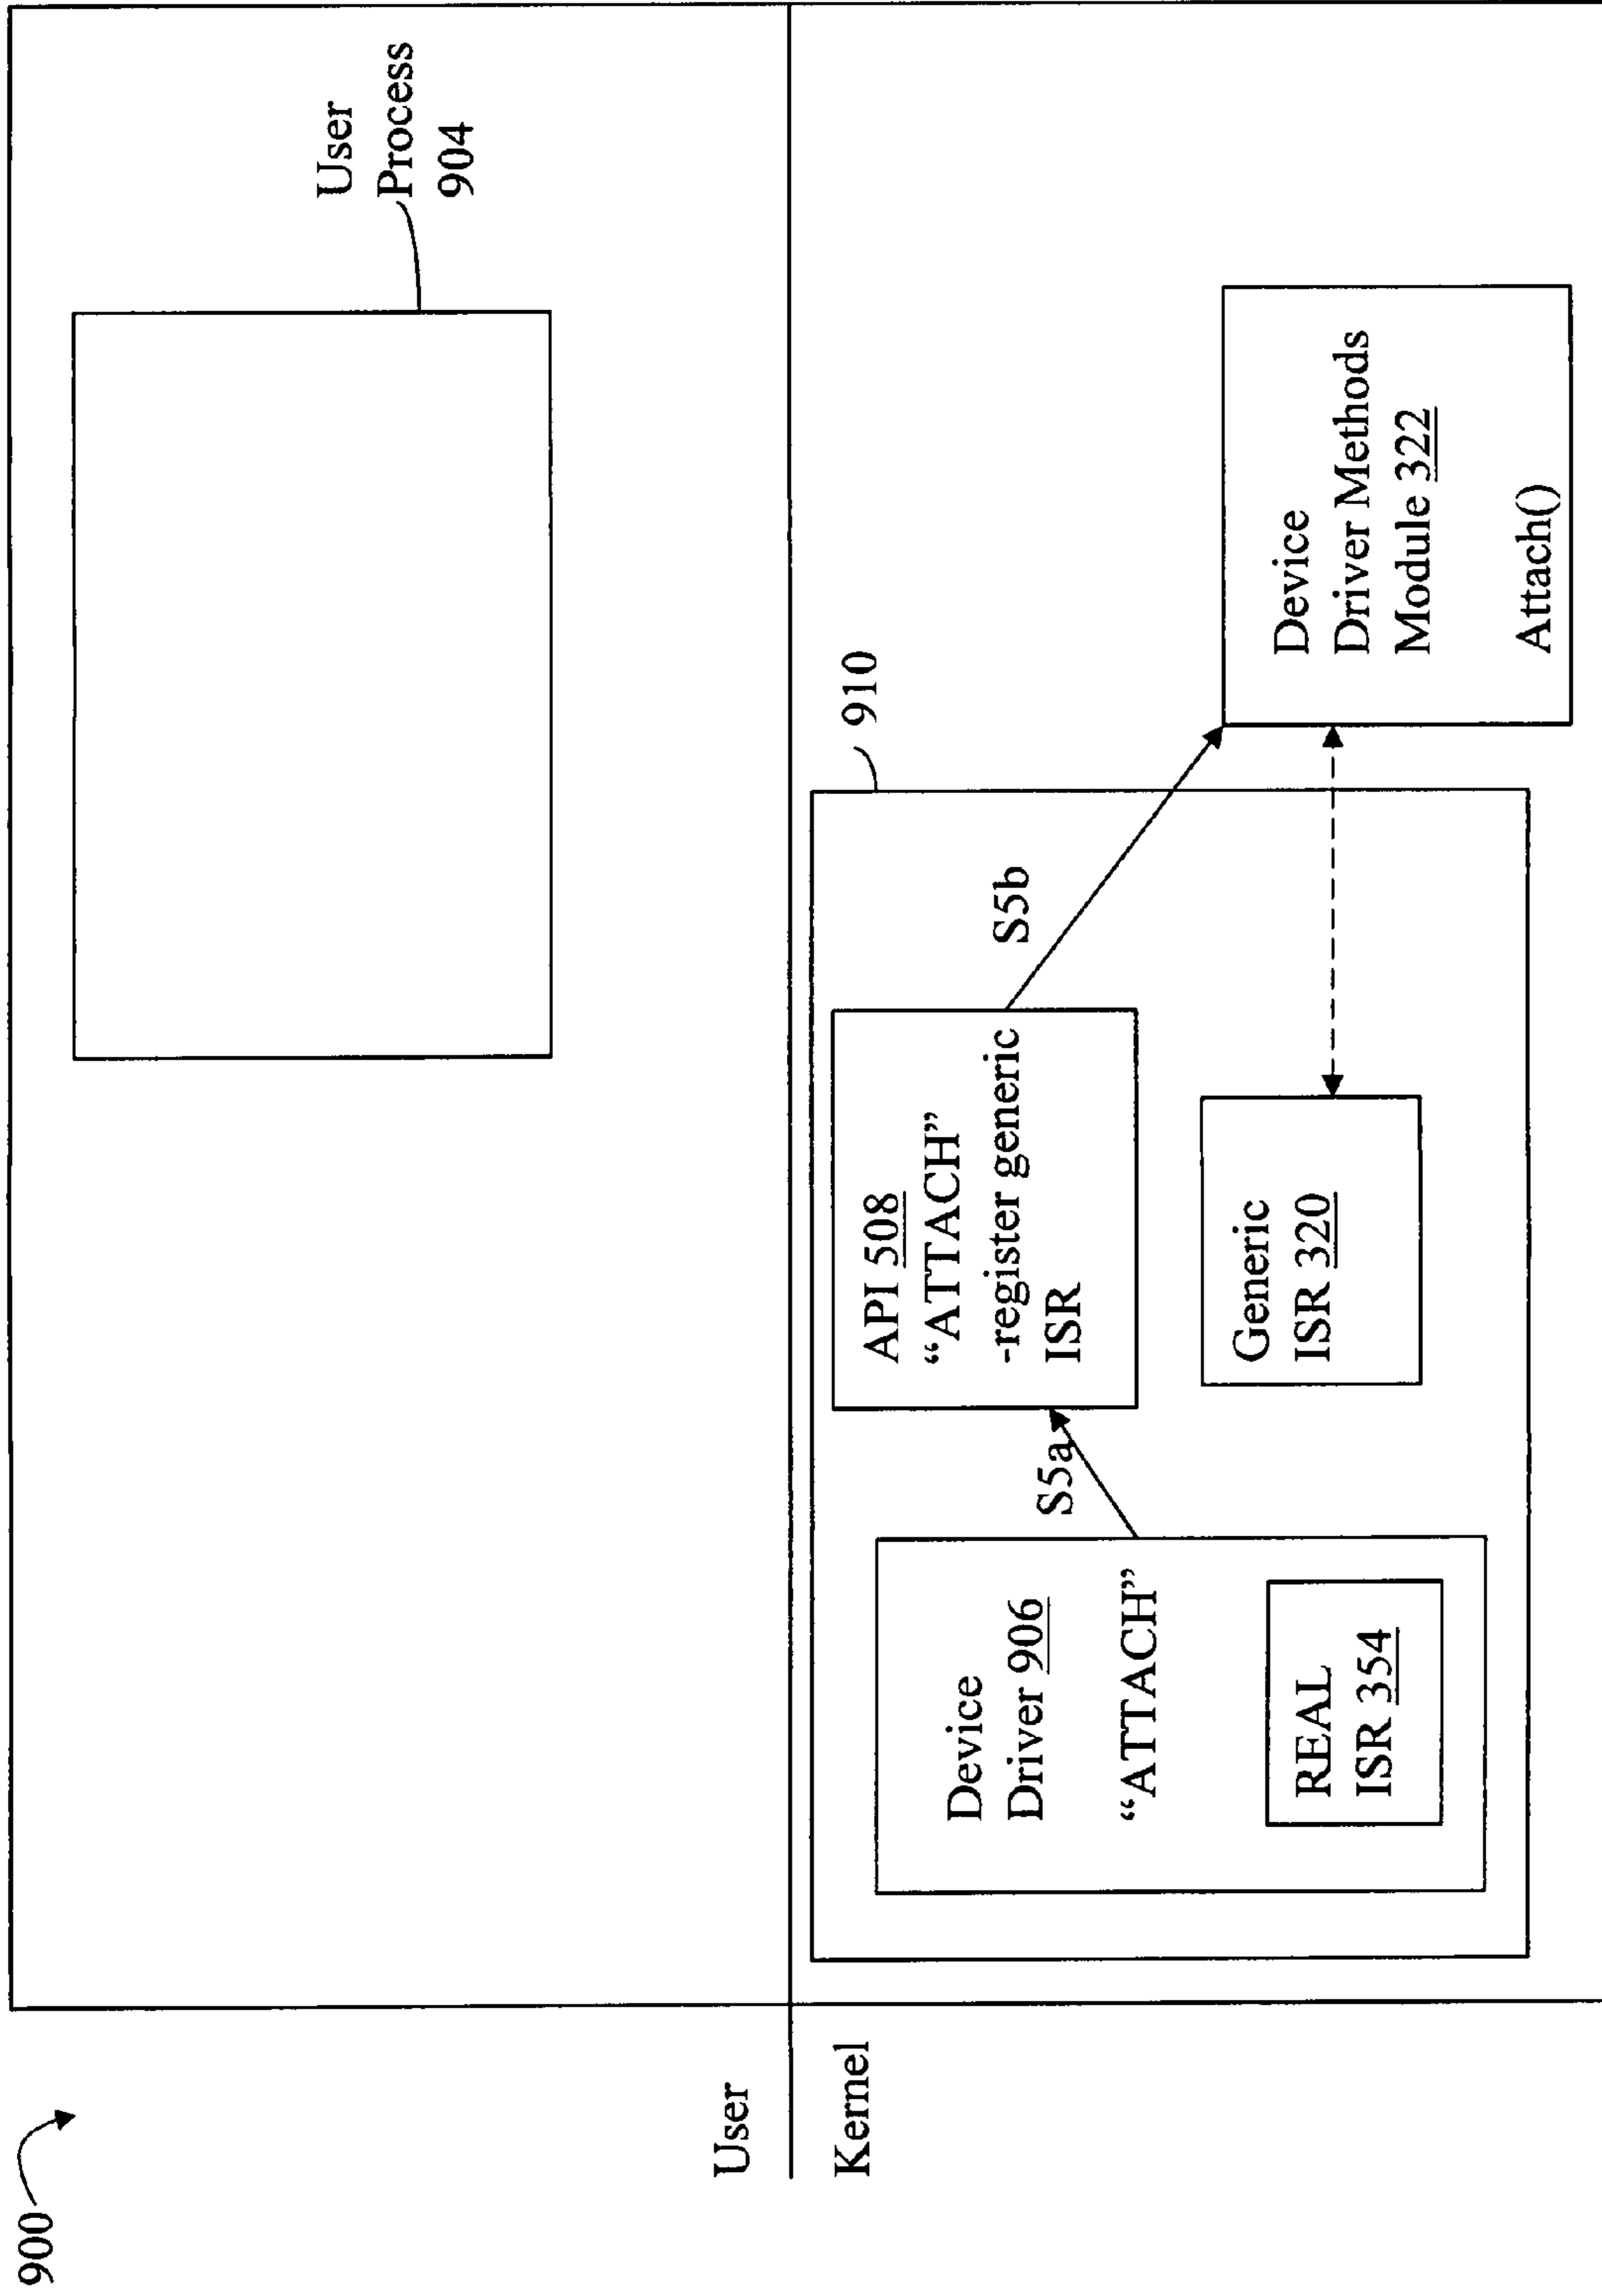 900
User
Process
904
User
Kernel
910
Device
Driver 906
“ATTACH”
REAL
ISR 354
S5a
API 508
“ATTACH”
-register generic
ISR
Generic
ISR 320
S5b
Device
Driver Methods
Module 322
Attach()